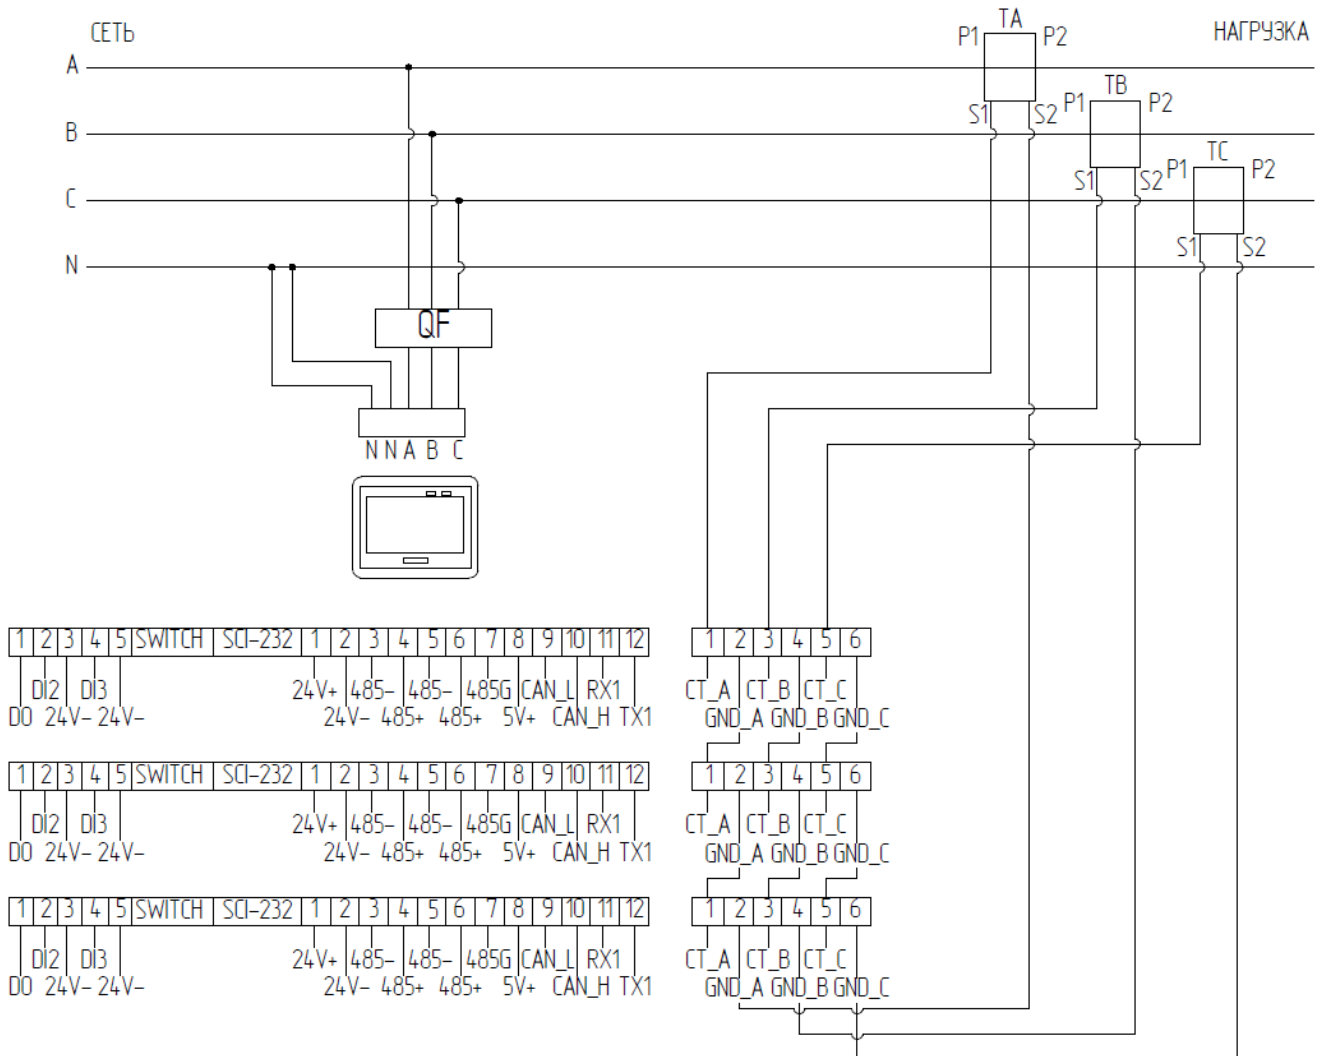 СЕТЬ
НАГРУЗКА
TA
P1 P2
A
S1 S2
TB
P1 P2
B
S1 S2
TC
P1 P2
C
S1 S2
N
QF
N N A B C
1 2 3 4 5 SWITCH SCI-232 1 2 3 4 5 6 7 8 9 10 11 12
1 2 3 4 5 6
DI2 DI3 24V+ 485- 485- 485G CAN_L RX1
CT_A CT_B CT_C
DO 24V- 24V- 24V- 485+ 485+ 5V+ CAN_H TX1
GND_A GND_B GND_C
1 2 3 4 5 SWITCH SCI-232 1 2 3 4 5 6 7 8 9 10 11 12
1 2 3 4 5 6
DI2 DI3 24V+ 485- 485- 485G CAN_L RX1
CT_A CT_B CT_C
DO 24V- 24V- 24V- 485+ 485+ 5V+ CAN_H TX1
GND_A GND_B GND_C
1 2 3 4 5 SWITCH SCI-232 1 2 3 4 5 6 7 8 9 10 11 12
1 2 3 4 5 6
DI2 DI3 24V+ 485- 485- 485G CAN_L RX1
CT_A CT_B CT_C
DO 24V- 24V- 24V- 485+ 485+ 5V+ CAN_H TX1
GND_A GND_B GND_C